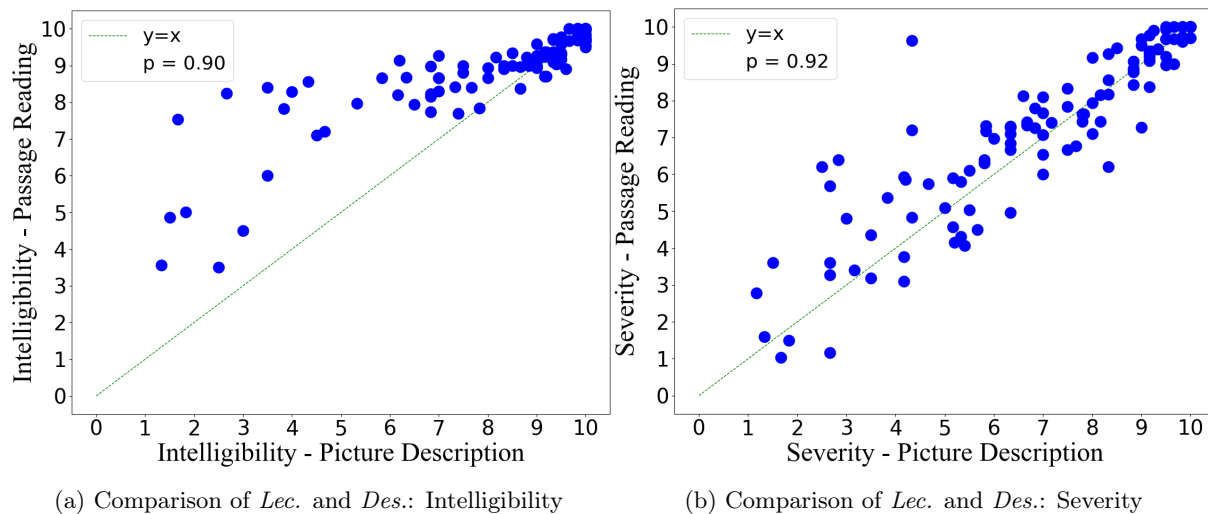 y=x
p = 0.90
10
9
8
7
6
5
4
3
2
1
0
Intelligibility - Passage Reading
0 1 2 3 4 5 6 7 8 9 10
Intelligibility - Picture Description
(a) Comparison of Lec. and Des.: Intelligibility
y=x
p = 0.92
10
9
8
7
6
5
4
3
2
1
0
Severity - Passage Reading
0 1 2 3 4 5 6 7 8 9 10
Severity - Picture Description
(b) Comparison of Lec. and Des.: Severity